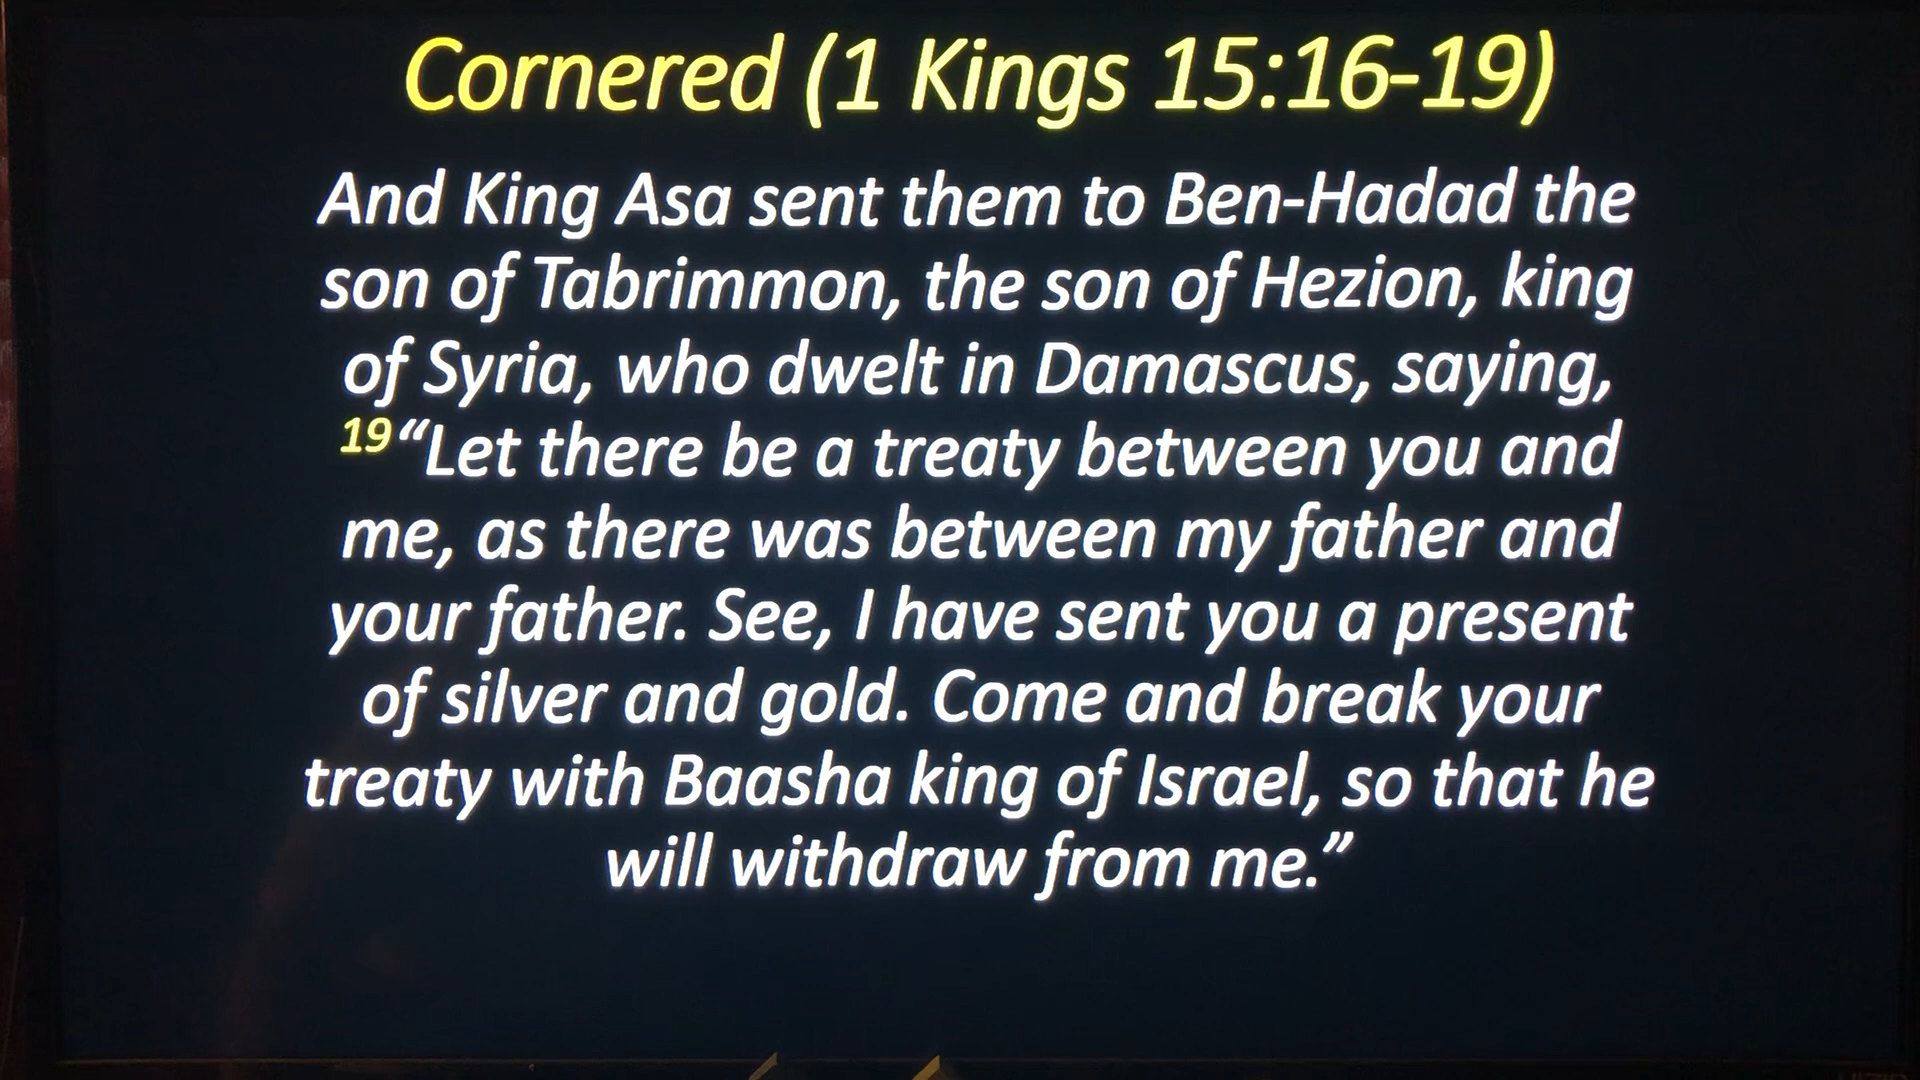 Cornered (1 Kings 15:16-19)
And King Asa sent them to Ben-Hadad the
son of Tabrimmon, the son of Hezion, king
of Syria, who dwelt in Damascus, saying,
19“Let there be a treaty between you and
me, as there was between my father and
your father. See, I have sent you a present
of silver and gold. Come and break your
treaty with Baasha king of Israel, so that he
will withdraw from me.”